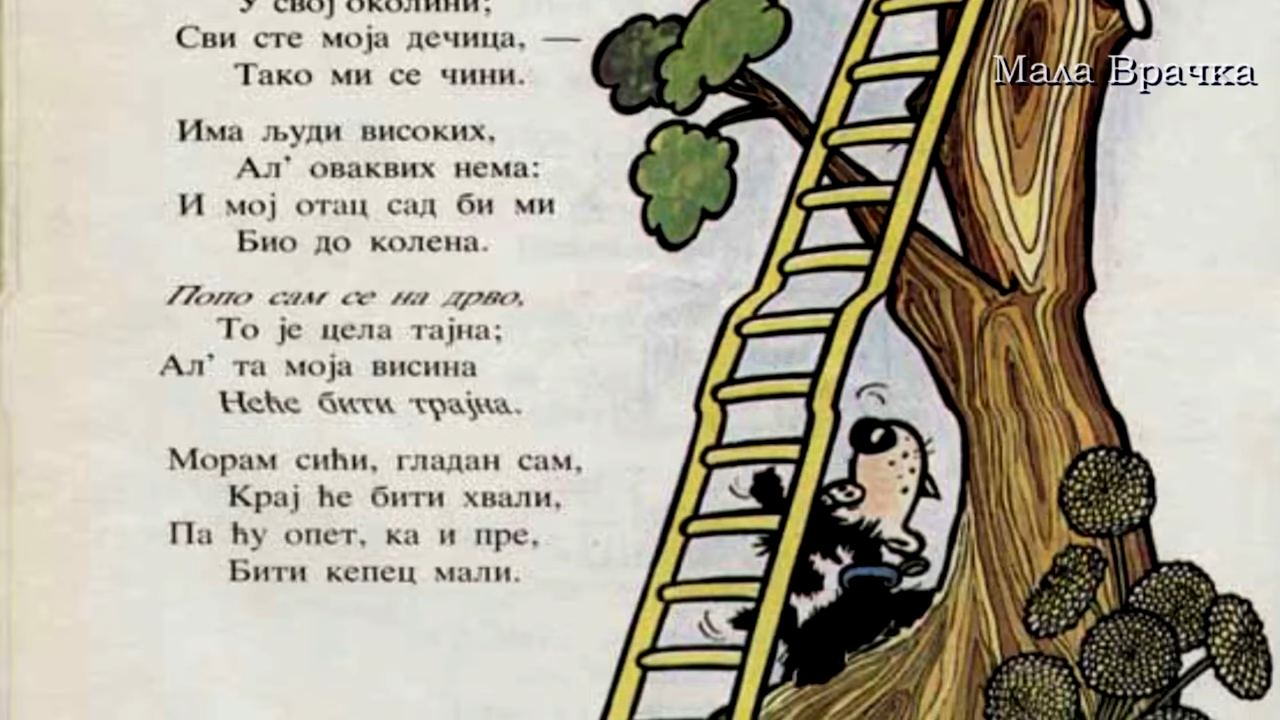 У својој околини;
Сви сте моја дечица, —
Тако ми се чини.
Има људи високих,
Ал’ оваквих нема:
И мој отац сад би ми
Био до колена.
Попо сам се на дрво,
То је цела тајна;
Ал’ та моја висина
Неће бити трајна.
Морам сићи, гладан сам,
Крај ће бити хвали,
Па ћу опет, ка и пре,
Бити кепец мали.
Мала Врачка